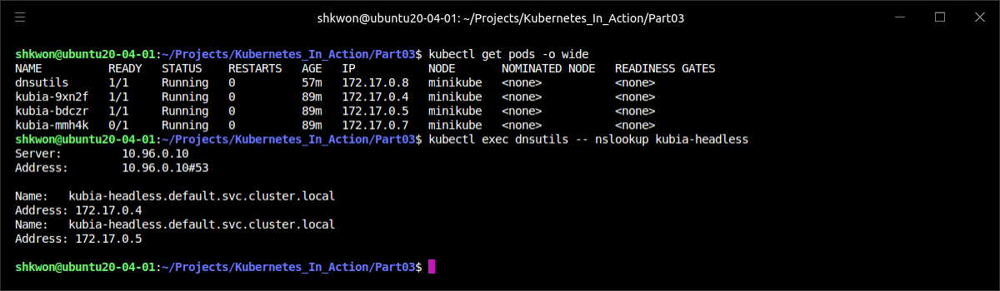 shkwon@ubuntu20-04-01: ~/Projects/Kubernetes_In_Action/Part03
shkwon@ubuntu20-04-01:~/Projects/Kubernetes_In_Action/Part03$ kubectl get pods -o wide
NAME          READY   STATUS    RESTARTS   AGE   IP           NODE       NOMINATED NODE   READINESS GATES
dnsutils      1/1     Running   0          57m   172.17.0.8   minikube   <none>           <none>
kubia-9xn2f   1/1     Running   0          89m   172.17.0.4   minikube   <none>           <none>
kubia-bdczr   1/1     Running   0          89m   172.17.0.5   minikube   <none>           <none>
kubia-mmh4k   0/1     Running   0          89m   172.17.0.7   minikube   <none>           <none>
shkwon@ubuntu20-04-01:~/Projects/Kubernetes_In_Action/Part03$ kubectl exec dnsutils -- nslookup kubia-headless
Server:         10.96.0.10
Address:        10.96.0.10#53
Name:   kubia-headless.default.svc.cluster.local
Address: 172.17.0.4
Name:   kubia-headless.default.svc.cluster.local
Address: 172.17.0.5
shkwon@ubuntu20-04-01:~/Projects/Kubernetes_In_Action/Part03$